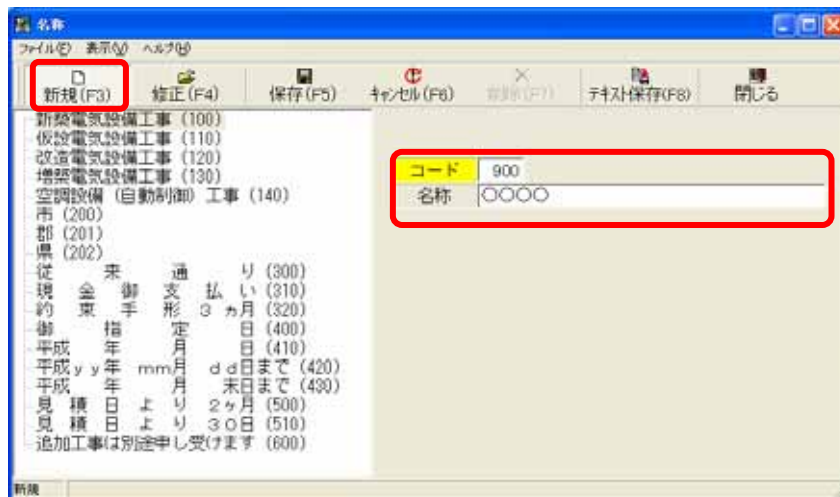 名称
ファイル(E) 表示(V) ヘルプ(H)
新規(F3) 修正(F4) 保存(F5) キャンセル(F6) 削除(F7) テキスト保存(F8) 閉じる
新築電気設備工事 (100)
仮設電気設備工事 (110)
改造電気設備工事 (120)
増築電気設備工事 (130)
空調設備 (自動制御) 工事 (140)
市 (200)
郡 (201)
県 (202)
従 来 通 り (300)
現 金 御 支 払 い (310)
約 束 手 形 3 ヵ月 (320)
御 指 定 日 (400)
平成 年 月 日 (410)
平成yy年 mm月 dd日まで (420)
平成 年 月 末日まで (430)
見 積 日 よ り 2ヶ月 (500)
見 積 日 よ り 30日 (510)
追加工事は別途申し受けます (600)
コード 900
名称 ○○○○
新規